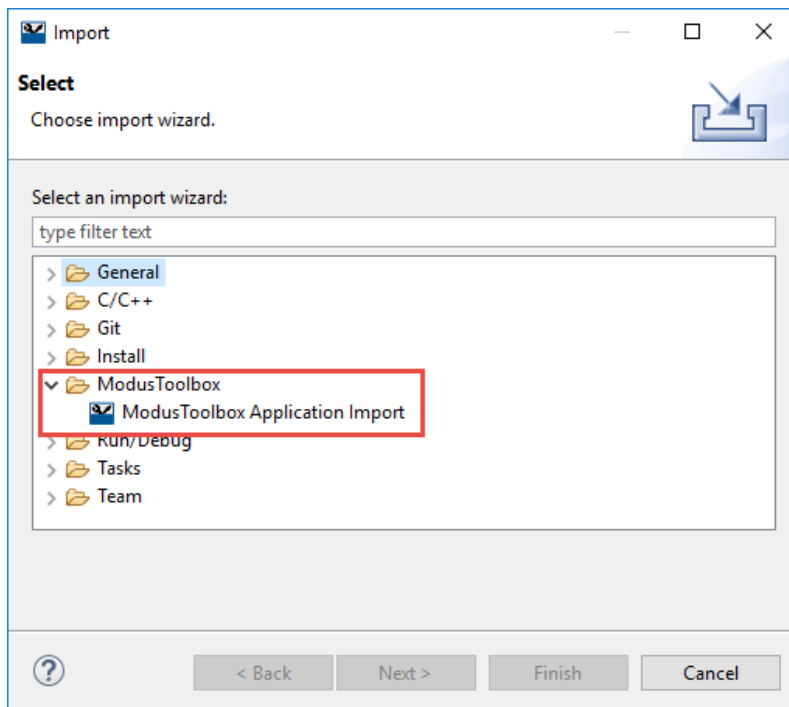 Import
Select
Choose import wizard.
Select an import wizard:
type filter text
General
C/C++
Git
Install
ModusToolbox
ModusToolbox Application Import
Run/Debug
Tasks
Team
< Back
Next >
Finish
Cancel